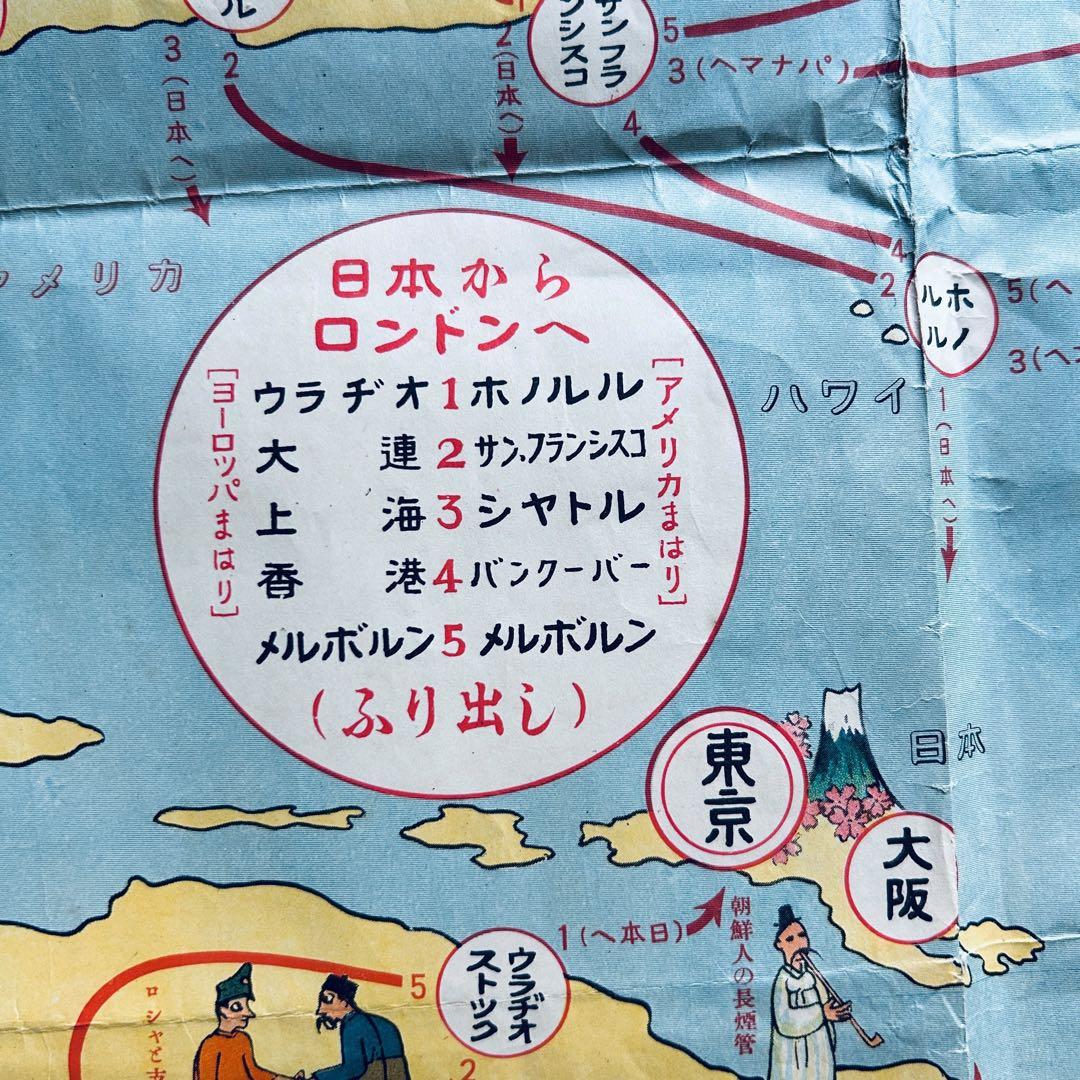 ル
3(日本へ)
2
2(日本へ)
サンフラ
ンシスコ
5
3(ヘマナパ)
4
4
2
ホノ
ルル
5(ヘ
3(ヘコ
1(日本へ)
メリカ
ハワイ
日本から
ロンドンへ
[ヨーロッパまはり]
[アメリカまはり]
ウラヂオ1ホノルル
大連2サン、フランシスコ
上海3シヤトル
香港4バンクーバー
メルボルン5メルボルン
(ふり出し)
東京
日本
大阪
1(ヘ本日)
朝鮮人の長煙管
ウラヂオ
ストック
5
2
ロシヤと支